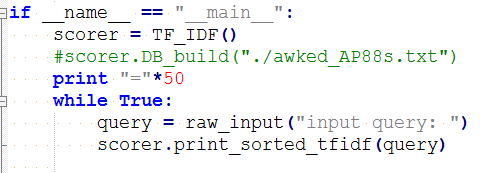 if __name__ == "__main__":
    scorer = TF_IDF()
    #scorer.DB_build("./awked_AP88s.txt")
    print "="*50
    while True:
        query = raw_input("input query: ")
        scorer.print_sorted_tfidf(query)